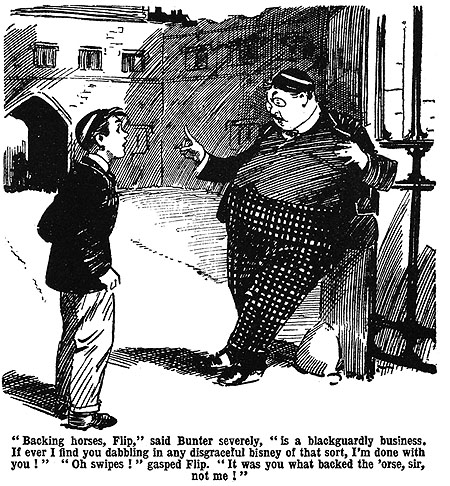 "Backing horses, Flip," said Bunter severely, "is a blackguardly business.
If ever I find you dabbling in any disgraceful bisney of that sort, I'm done with
you!" "Oh swipes!" gasped Flip. "It was you what backed the 'orse, sir,
not me!"